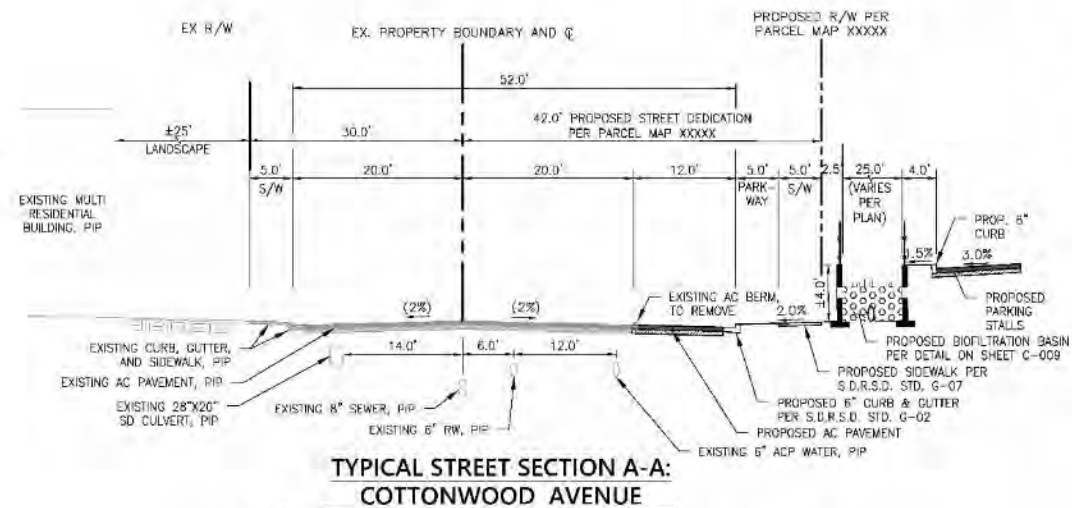 EX R/W
EX. PROPERTY BOUNDARY AND ℄
PROPOSED R/W PER
PARCEL MAP XXXXX
52.0'
±25'
LANDSCAPE
30.0'
42.0' PROPOSED STREET DEDICATION
PER PARCEL MAP XXXXX
5.0'
S/W
20.0'
20.0'
12.0'
5.0'
PARK-
WAY
5.0'
S/W
2.5'
25.0'
(VARIES
PER
PLAN)
4.0'
EXISTING MULTI
RESIDENTIAL
BUILDING, PIP
PROP. 6"
CURB
1.5%
3.0%
±4.0'
(2%)
(2%)
EXISTING AC BERM,
TO REMOVE
2.0%
PROPOSED
PARKING
STALLS
EXISTING CURB, GUTTER,
AND SIDEWALK, PIP
14.0'
6.0'
12.0'
PROPOSED BIOFILTRATION BASIN
PER DETAIL ON SHEET C-009
EXISTING AC PAVEMENT, PIP
PROPOSED SIDEWALK PER
S.D.R.S.D. STD. G-07
EXISTING 28"X20"
SD CULVERT, PIP
EXISTING 8" SEWER, PIP
PROPOSED 6" CURB & GUTTER
PER S.D.R.S.D. STD. G-02
EXISTING 6" RW, PIP
PROPOSED AC PAVEMENT
EXISTING 6" ACP WATER, PIP
TYPICAL STREET SECTION A-A:
COTTONWOOD AVENUE